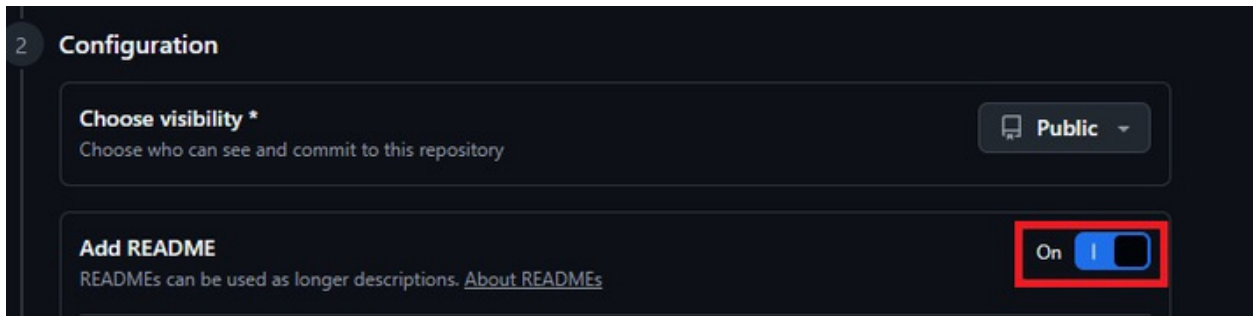 2
Configuration
Choose visibility *
Choose who can see and commit to this repository
Public
Add README
On
READMEs can be used as longer descriptions. About READMEs